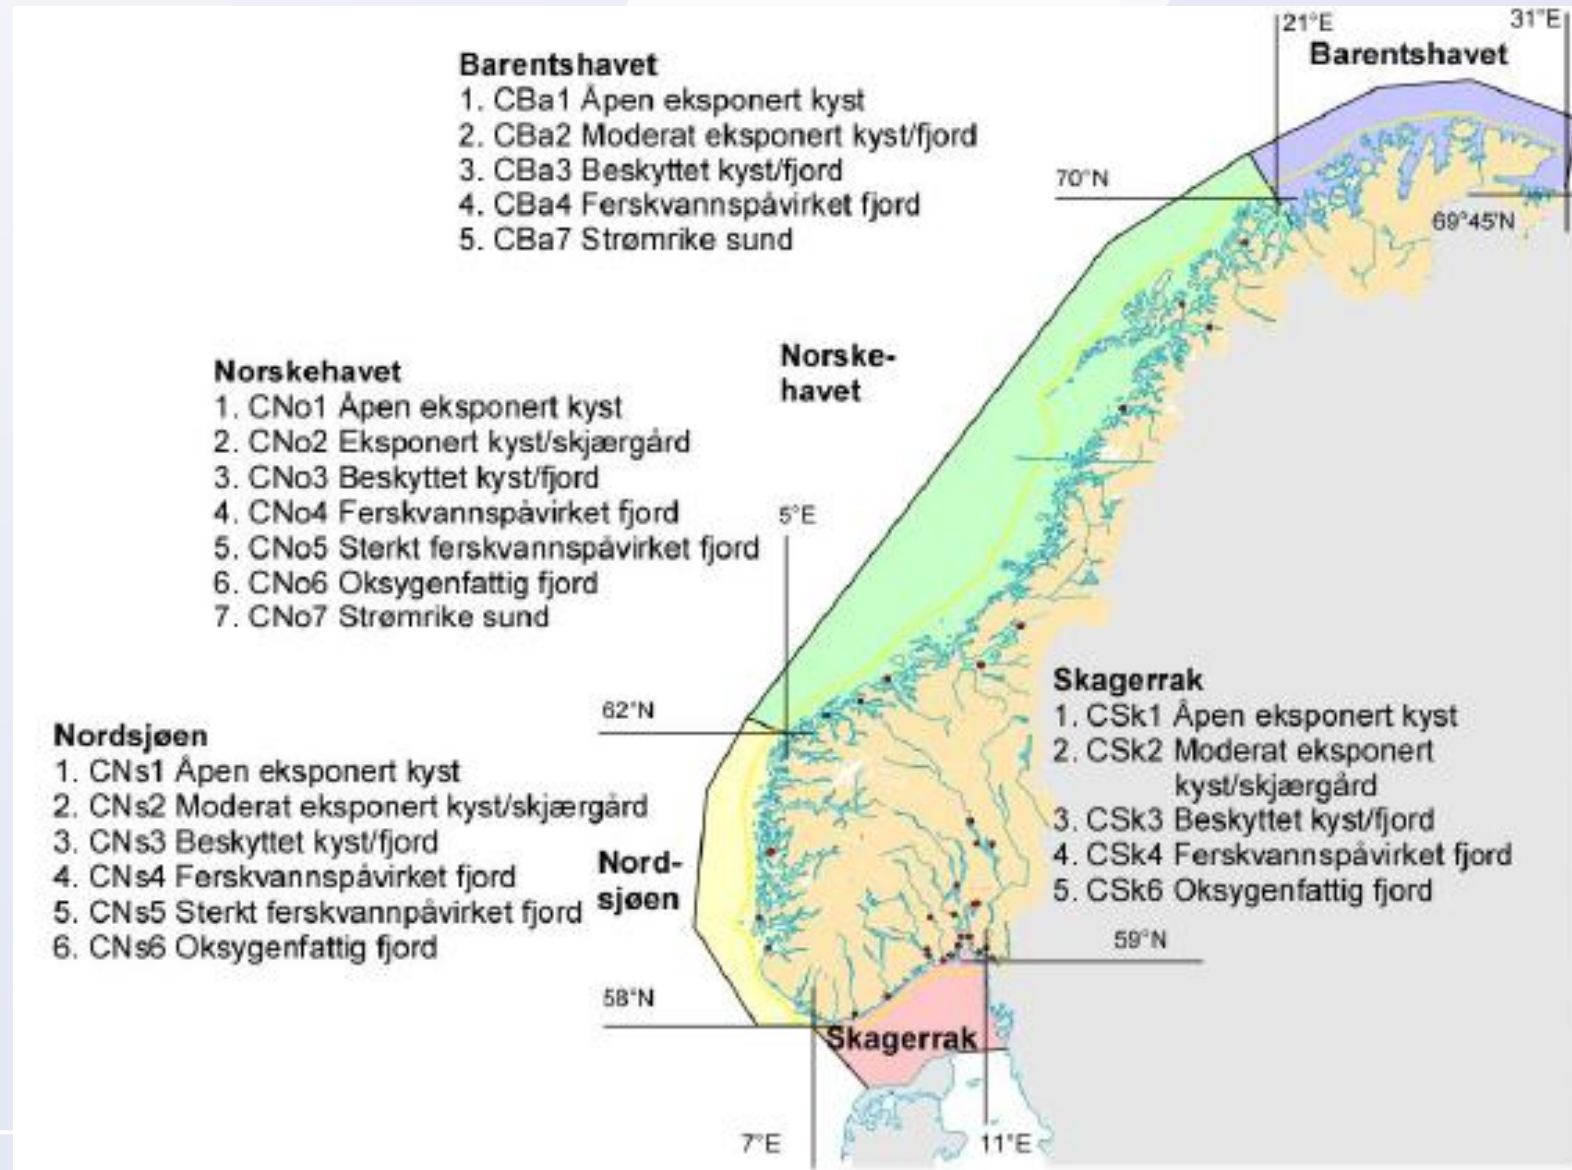 21°E
31°E
Barentshavet
Barentshavet
1. CBa1 Åpen eksponert kyst
2. CBa2 Moderat eksponert kyst/fjord
3. CBa3 Beskyttet kyst/fjord
4. CBa4 Ferskvannspåvirket fjord
5. CBa7 Strømrike sund
70°N
69°45'N
Norskehavet
1. CNo1 Åpen eksponert kyst
2. CNo2 Eksponert kyst/skjærgård
3. CNo3 Beskyttet kyst/fjord
4. CNo4 Ferskvannspåvirket fjord
5. CNo5 Sterkt ferskvannspåvirket fjord
6. CNo6 Oksygenfattig fjord
7. CNo7 Strømrike sund
Norske-
havet
5°E
62°N
Nordsjøen
1. CNs1 Åpen eksponert kyst
2. CNs2 Moderat eksponert kyst/skjærgård
3. CNs3 Beskyttet kyst/fjord
4. CNs4 Ferskvannspåvirket fjord
5. CNs5 Sterkt ferskvannpåvirket fjord
6. CNs6 Oksygenfattig fjord
Nord-
sjøen
Skagerrak
1. CSk1 Åpen eksponert kyst
2. CSk2 Moderat eksponert
kyst/skjærgård
3. CSk3 Beskyttet kyst/fjord
4. CSk4 Ferskvannspåvirket fjord
5. CSk6 Oksygenfattig fjord
59°N
58°N
Skagerrak
7°E
11°E